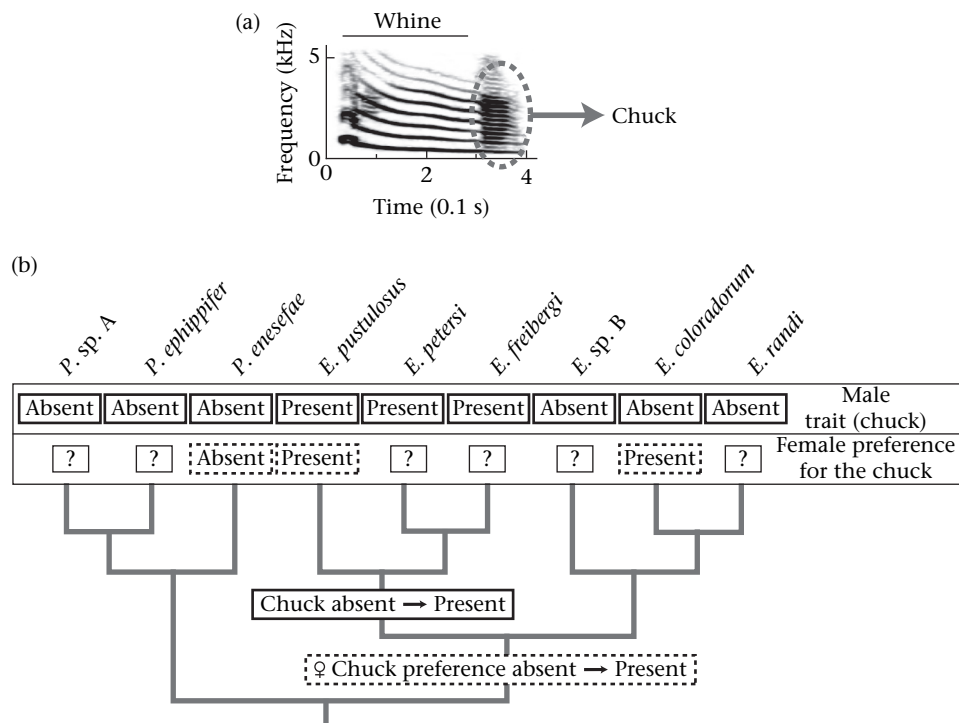 (a)
Whine
Frequency (kHz)
5
0
0
2
4
Time (0.1 s)
Chuck
(b)
P. sp. A
P. ephippifer
P. enesefae
E. pustulosus
E. petersi
E. freibergi
E. sp. B
E. coloradorum
E. randi
Absent Absent Absent Present Present Present Absent Absent Absent
Male
trait (chuck)
? ? Absent Present ? ? ? Present ?
Female preference
for the chuck
Chuck absent → Present
♀ Chuck preference absent → Present